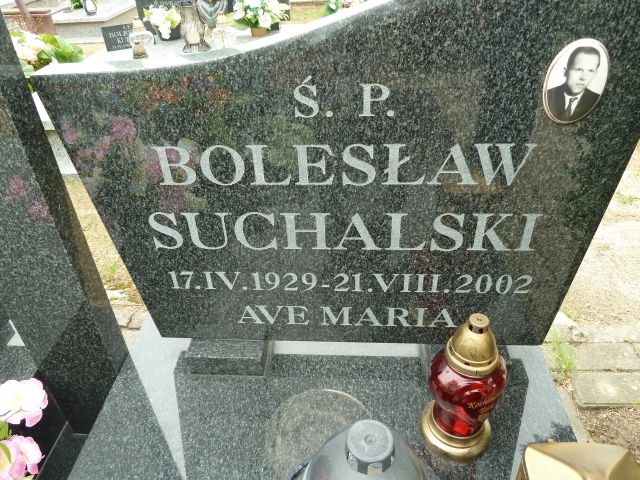 Ś. P.
BOLESŁAW
SUCHALSKI
17.IV.1929-21.VIII.2002
AVE MARIA